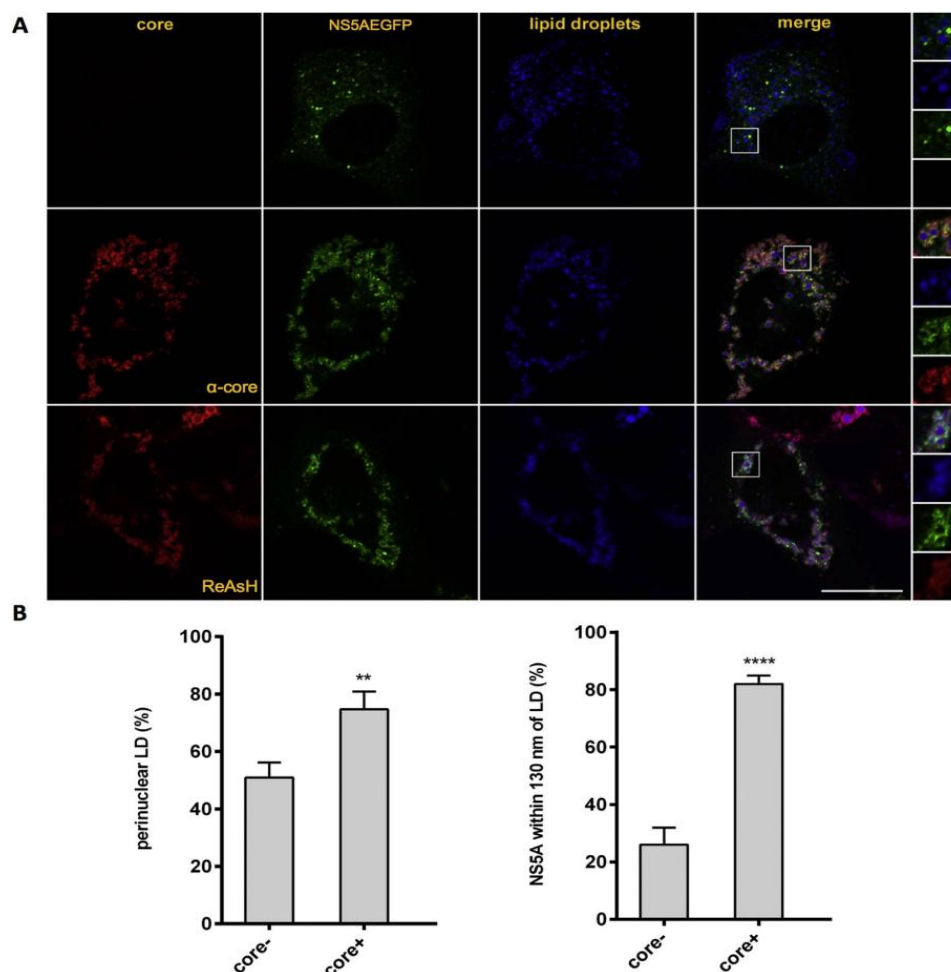 A
core NS5AEGFP lipid droplets merge
α-core
ReAsH
B
perinuclear LD (%)
100
80
60
40
20
0
**
core- core+
NS5A within 130 nm of LD (%)
100
80
60
40
20
0
****
core- core+